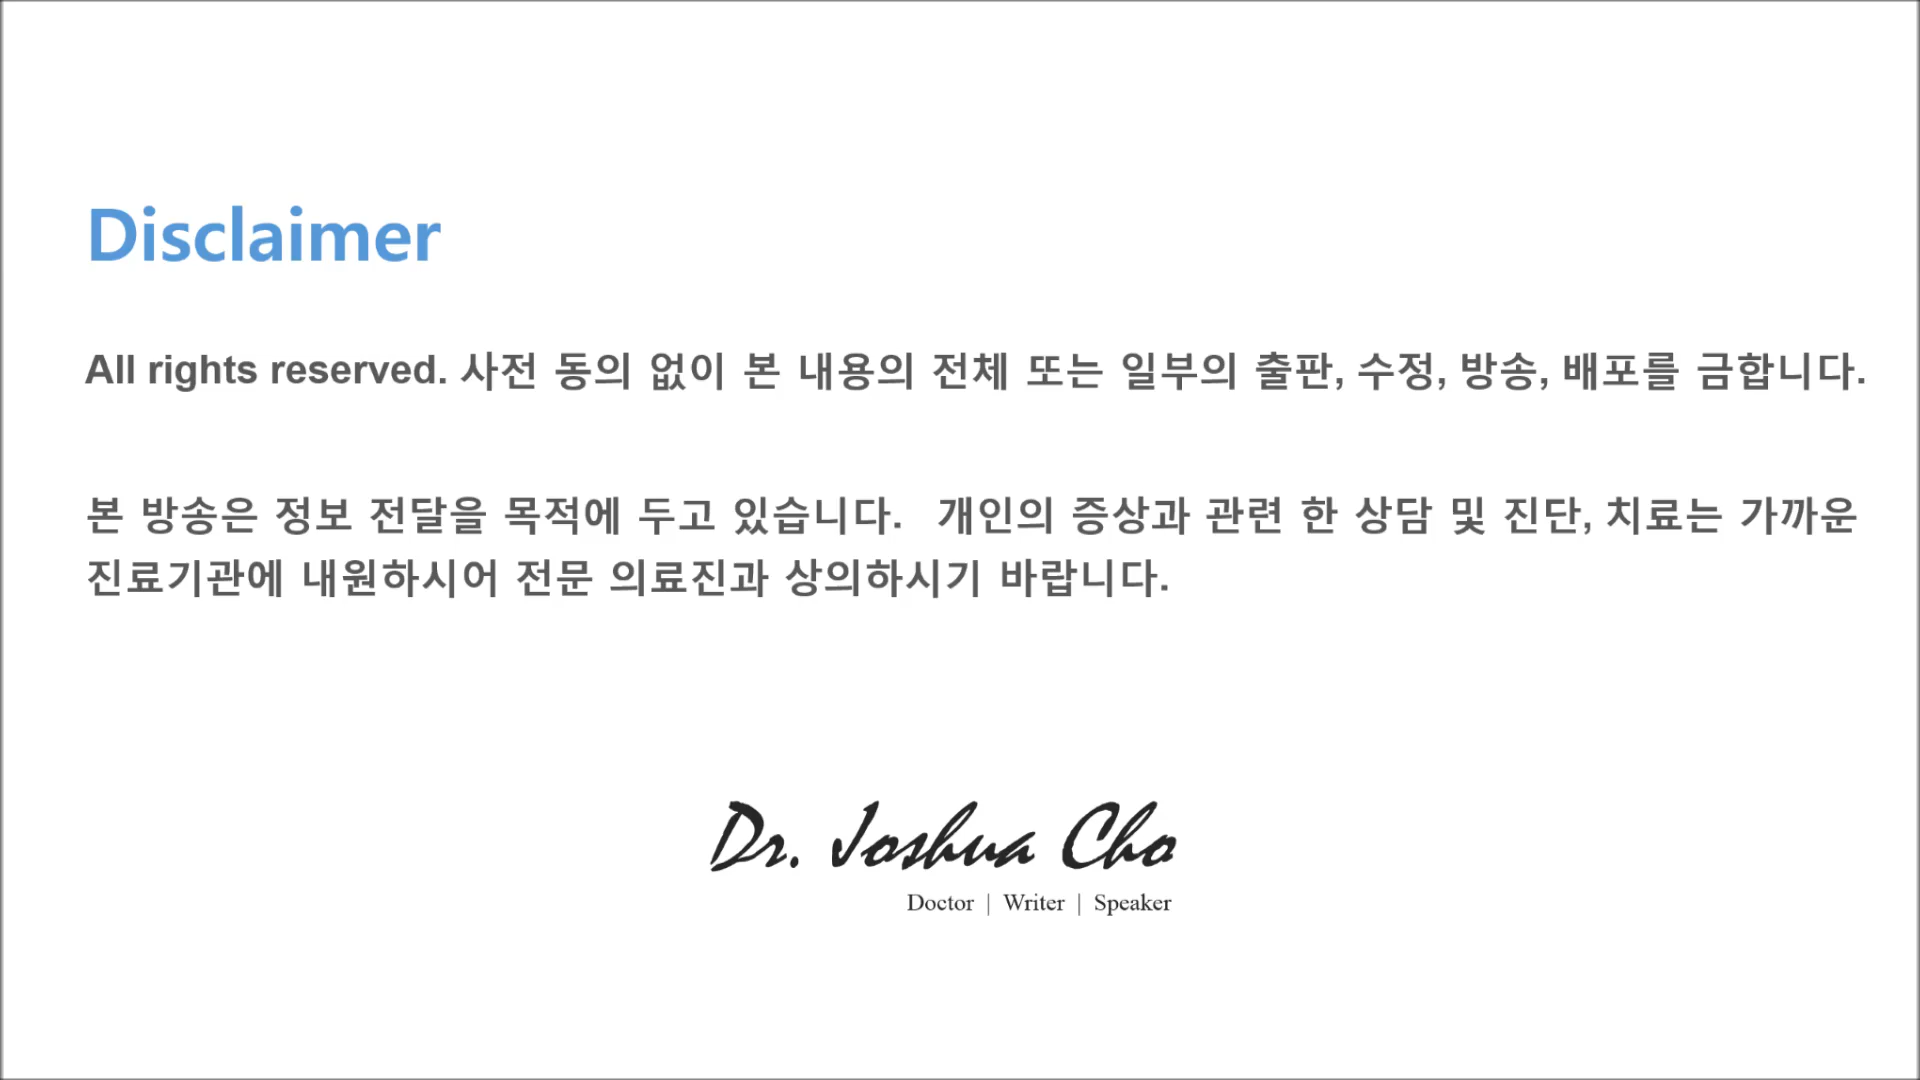 Disclaimer
All rights reserved. 사전 동의 없이 본 내용의 전체 또는 일부의 출판, 수정, 방송, 배포를 금합니다.
본 방송은 정보 전달을 목적에 두고 있습니다. 개인의 증상과 관련 한 상담 및 진단, 치료는 가까운
진료기관에 내원하시어 전문 의료진과 상의하시기 바랍니다.
Dr. Joshua Cho
Doctor | Writer | Speaker